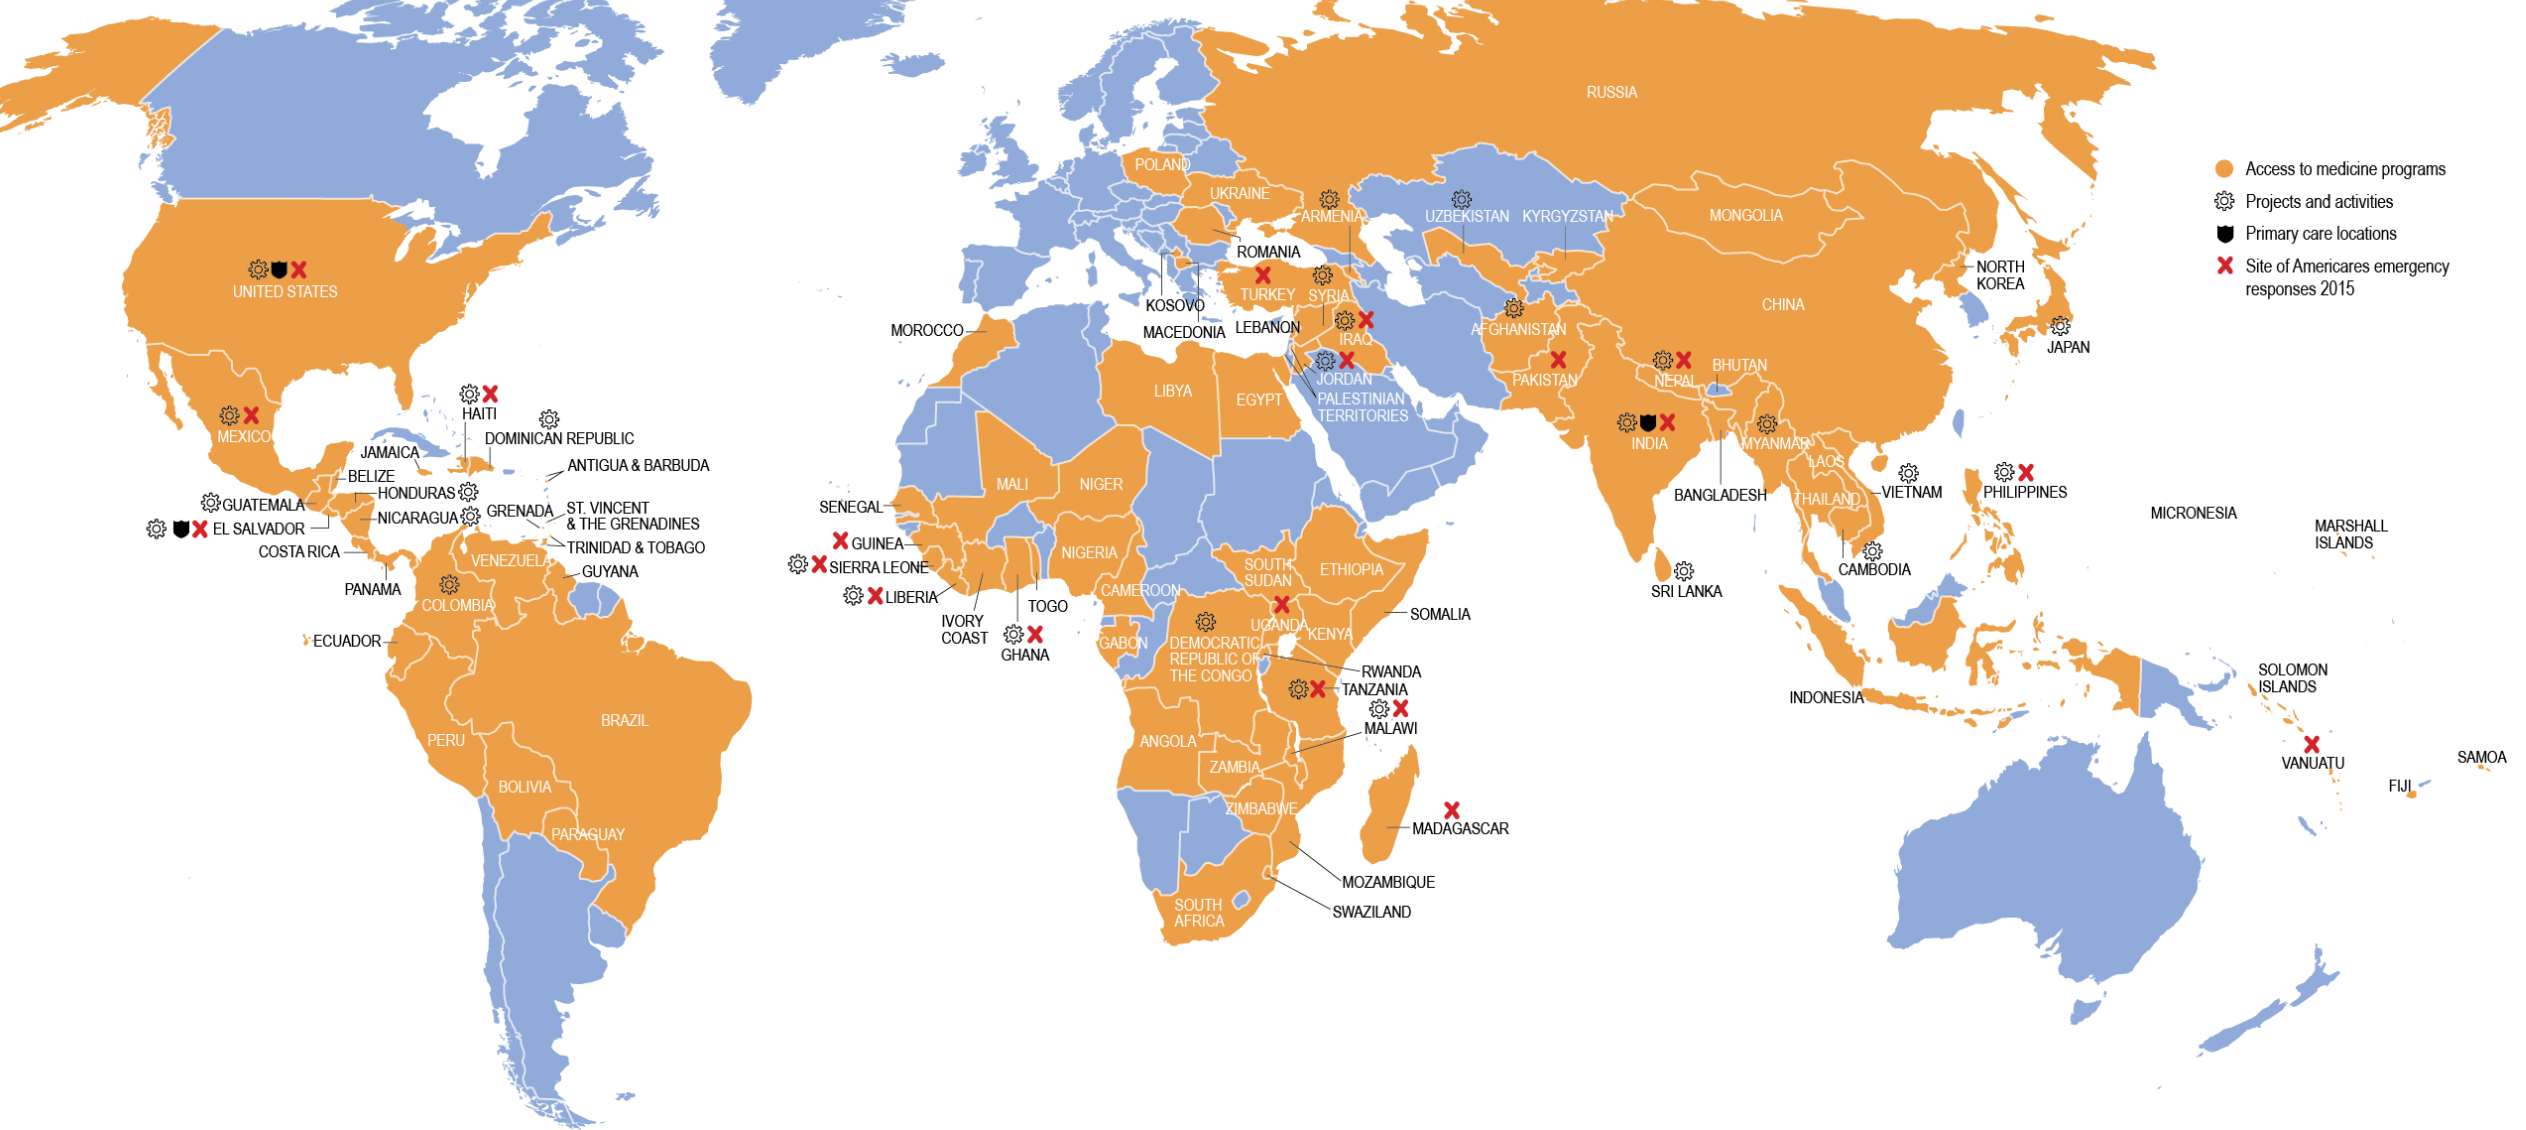 RUSSIA
Access to medicine programs
Projects and activities
Primary care locations
Site of Americares emergency
responses 2015
POLAND
UKRAINE
ARMENIA
UZBEKISTAN
KYRGYZSTAN
MONGOLIA
ROMANIA
NORTH
KOREA
UNITED STATES
TURKEY
SYRIA
KOSOVO
MACEDONIA
LEBANON
CHINA
MOROCCO
AFGHANISTAN
IRAQ
JAPAN
JORDAN
PAKISTAN
NEPAL
BHUTAN
LIBYA
EGYPT
PALESTINIAN
TERRITORIES
HAITI
MEXICO
DOMINICAN REPUBLIC
INDIA
MYANMAR
JAMAICA
ANTIGUA & BARBUDA
LAOS
BELIZE
MALI
NIGER
HONDURAS
BANGLADESH
THAILAND
VIETNAM
PHILIPPINES
GUATEMALA
SENEGAL
GRENADA
ST. VINCENT
& THE GRENADINES
NICARAGUA
MICRONESIA
EL SALVADOR
MARSHALL
ISLANDS
COSTA RICA
TRINIDAD & TOBAGO
GUINEA
NIGERIA
VENEZUELA
SIERRA LEONE
SOUTH
SUDAN
ETHIOPIA
GUYANA
CAMBODIA
PANAMA
CAMEROON
SRI LANKA
LIBERIA
COLOMBIA
TOGO
SOMALIA
IVORY
COAST
UGANDA
KENYA
ECUADOR
GABON
DEMOCRATIC
REPUBLIC OF
THE CONGO
GHANA
RWANDA
SOLOMON
ISLANDS
TANZANIA
INDONESIA
BRAZIL
MALAWI
PERU
ANGOLA
ZAMBIA
VANUATU
SAMOA
BOLIVIA
FIJI
ZIMBABWE
MADAGASCAR
PARAGUAY
MOZAMBIQUE
SOUTH
AFRICA
SWAZILAND